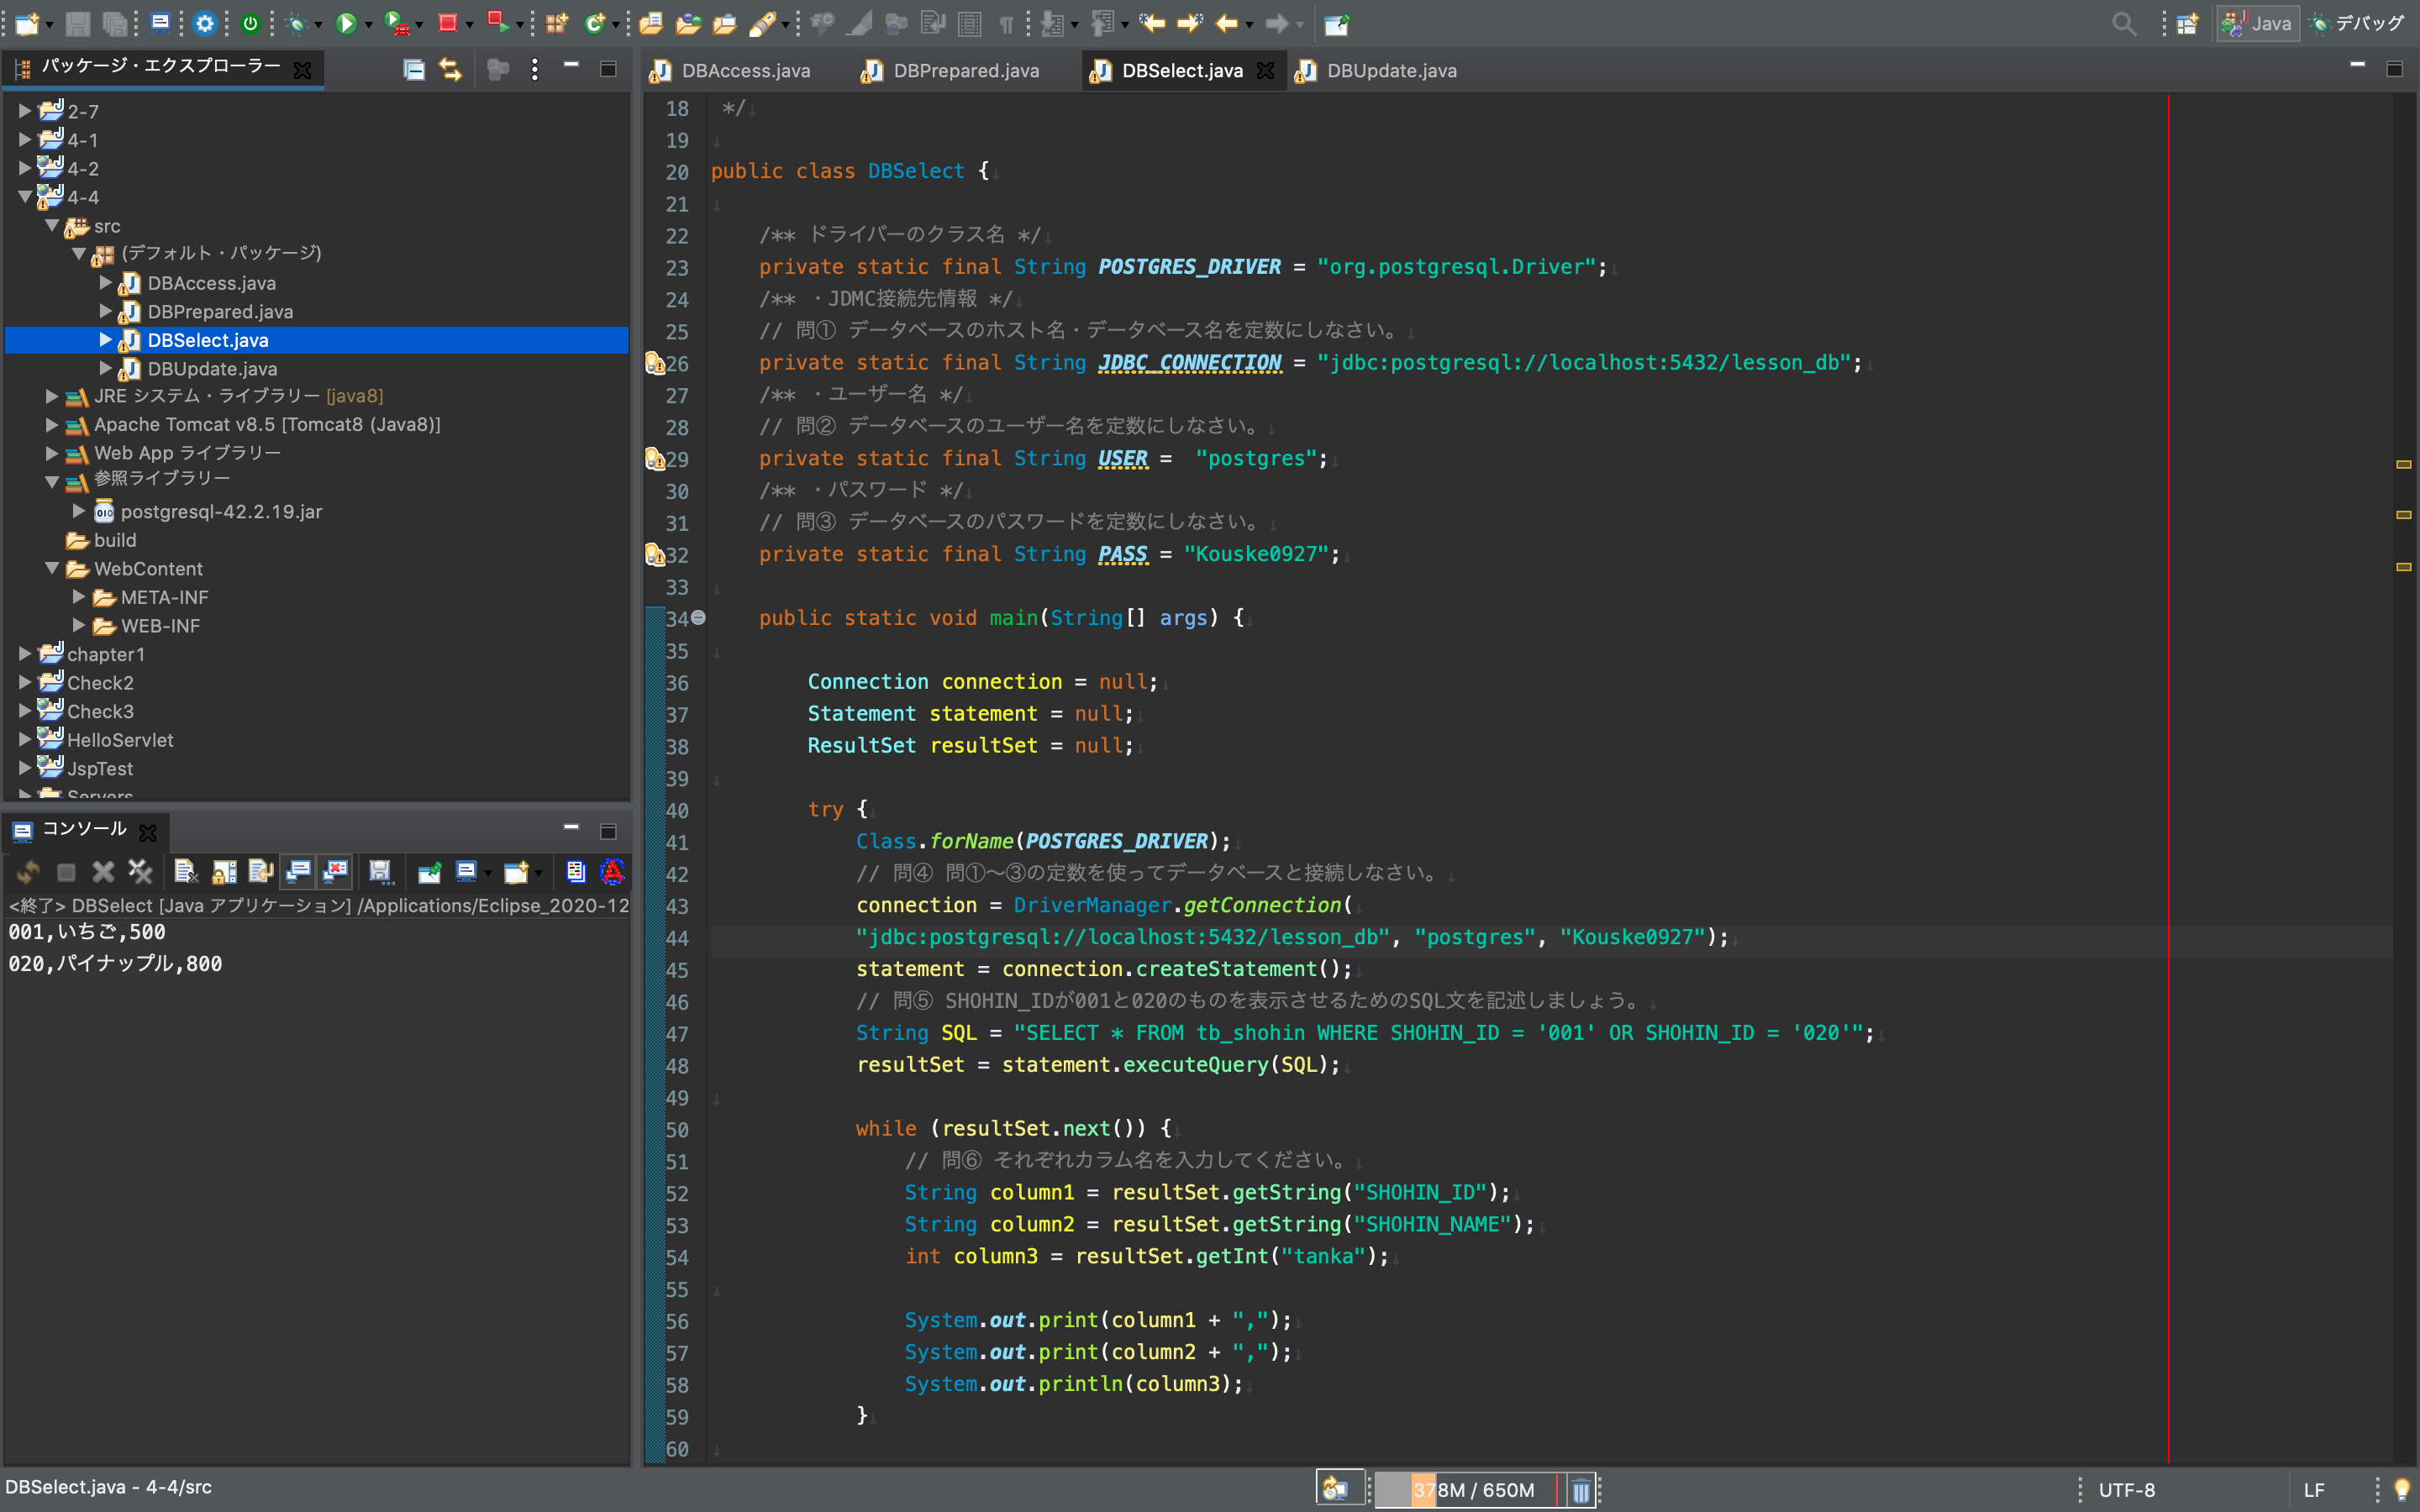 Java
デバッグ
パッケージ・エクスプローラー
2-7
4-1
4-2
4-4
src
(デフォルト・パッケージ)
DBAccess.java
DBPrepared.java
DBSelect.java
DBUpdate.java
JRE システム・ライブラリー [java8]
Apache Tomcat v8.5 [Tomcat8 (Java8)]
Web App ライブラリー
参照ライブラリー
postgresql-42.2.19.jar
build
WebContent
META-INF
WEB-INF
chapter1
Check2
Check3
HelloServlet
JspTest
Servers
コンソール
<終了> DBSelect [Java アプリケーション] /Applications/Eclipse_2020-12
001,いちご,500
020,パイナップル,800
DBAccess.java
DBPrepared.java
DBSelect.java
DBUpdate.java
18 */
19
20 public class DBSelect {
21
22 /** ドライバーのクラス名 */
23 private static final String POSTGRES_DRIVER = "org.postgresql.Driver";
24 /** ・JDMC接続先情報 */
25 // 問① データベースのホスト名・データベース名を定数にしなさい。
26 private static final String JDBC_CONNECTION = "jdbc:postgresql://localhost:5432/lesson_db";
27 /** ・ユーザー名 */
28 // 問② データベースのユーザー名を定数にしなさい。
29 private static final String USER =  "postgres";
30 /** ・パスワード */
31 // 問③ データベースのパスワードを定数にしなさい。
32 private static final String PASS = "Kouske0927";
33
34 public static void main(String[] args) {
35
36 Connection connection = null;
37 Statement statement = null;
38 ResultSet resultSet = null;
39
40 try {
41 Class.forName(POSTGRES_DRIVER);
42 // 問④ 問①～③の定数を使ってデータベースと接続しなさい。
43 connection = DriverManager.getConnection(
44 "jdbc:postgresql://localhost:5432/lesson_db", "postgres", "Kouske0927");
45 statement = connection.createStatement();
46 // 問⑤ SHOHIN_IDが001と020のものを表示させるためのSQL文を記述しましょう。
47 String SQL = "SELECT * FROM tb_shohin WHERE SHOHIN_ID = '001' OR SHOHIN_ID = '020'";
48 resultSet = statement.executeQuery(SQL);
49
50 while (resultSet.next()) {
51 // 問⑥ それぞれカラム名を入力してください。
52 String column1 = resultSet.getString("SHOHIN_ID");
53 String column2 = resultSet.getString("SHOHIN_NAME");
54 int column3 = resultSet.getInt("tanka");
55
56 System.out.print(column1 + ",");
57 System.out.print(column2 + ",");
58 System.out.println(column3);
59 }
60
DBSelect.java - 4-4/src
378M / 650M
UTF-8
LF